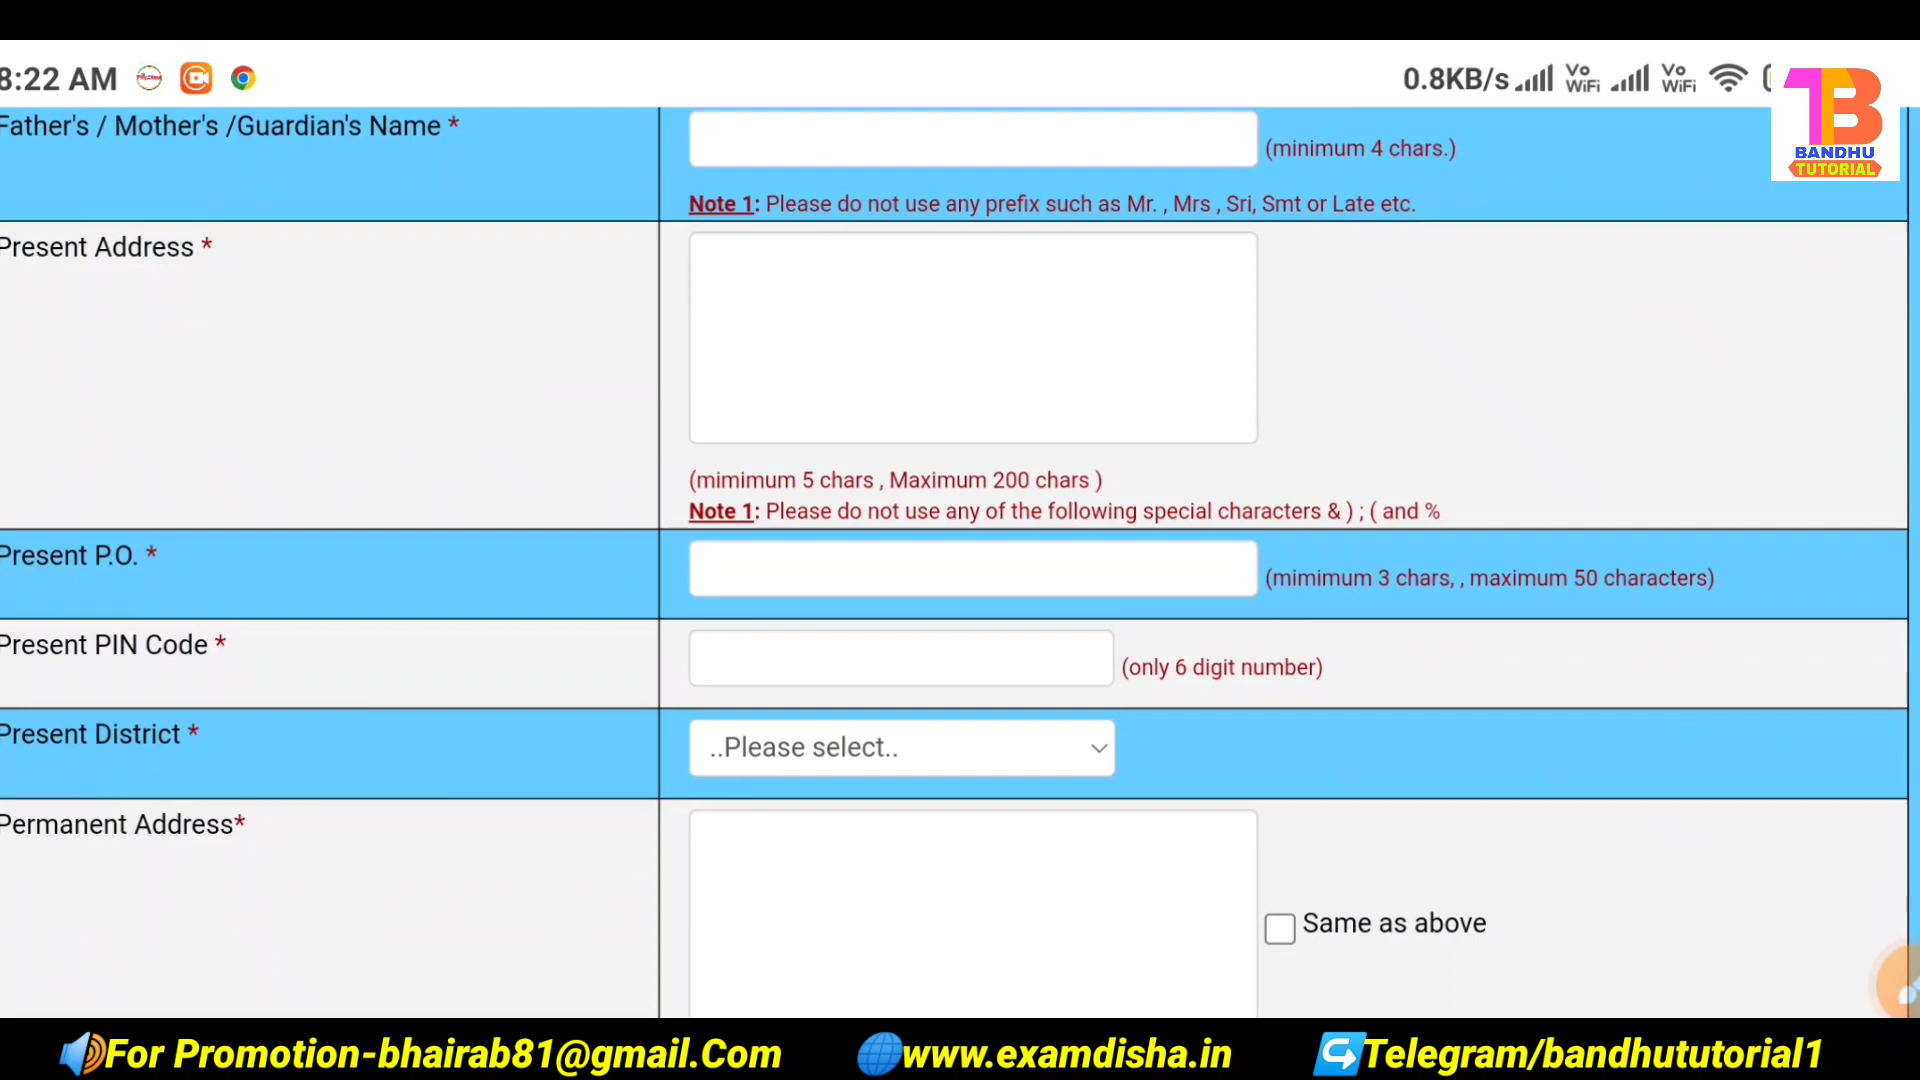 8:22 AM
0.8KB/s Vo WiFi Vo WiFi
TB
BANDHU
TUTORIAL
Father's / Mother's /Guardian's Name *
(minimum 4 chars.)
Note 1: Please do not use any prefix such as Mr. , Mrs , Sri, Smt or Late etc.
Present Address *
(mimimum 5 chars , Maximum 200 chars )
Note 1: Please do not use any of the following special characters & ) ; ( and %
Present P.O. *
(mimimum 3 chars, , maximum 50 characters)
Present PIN Code *
(only 6 digit number)
Present District *
..Please select..
Permanent Address*
Same as above
For Promotion-bhairab81@gmail.Com
www.examdisha.in
Telegram/bandhututorial1